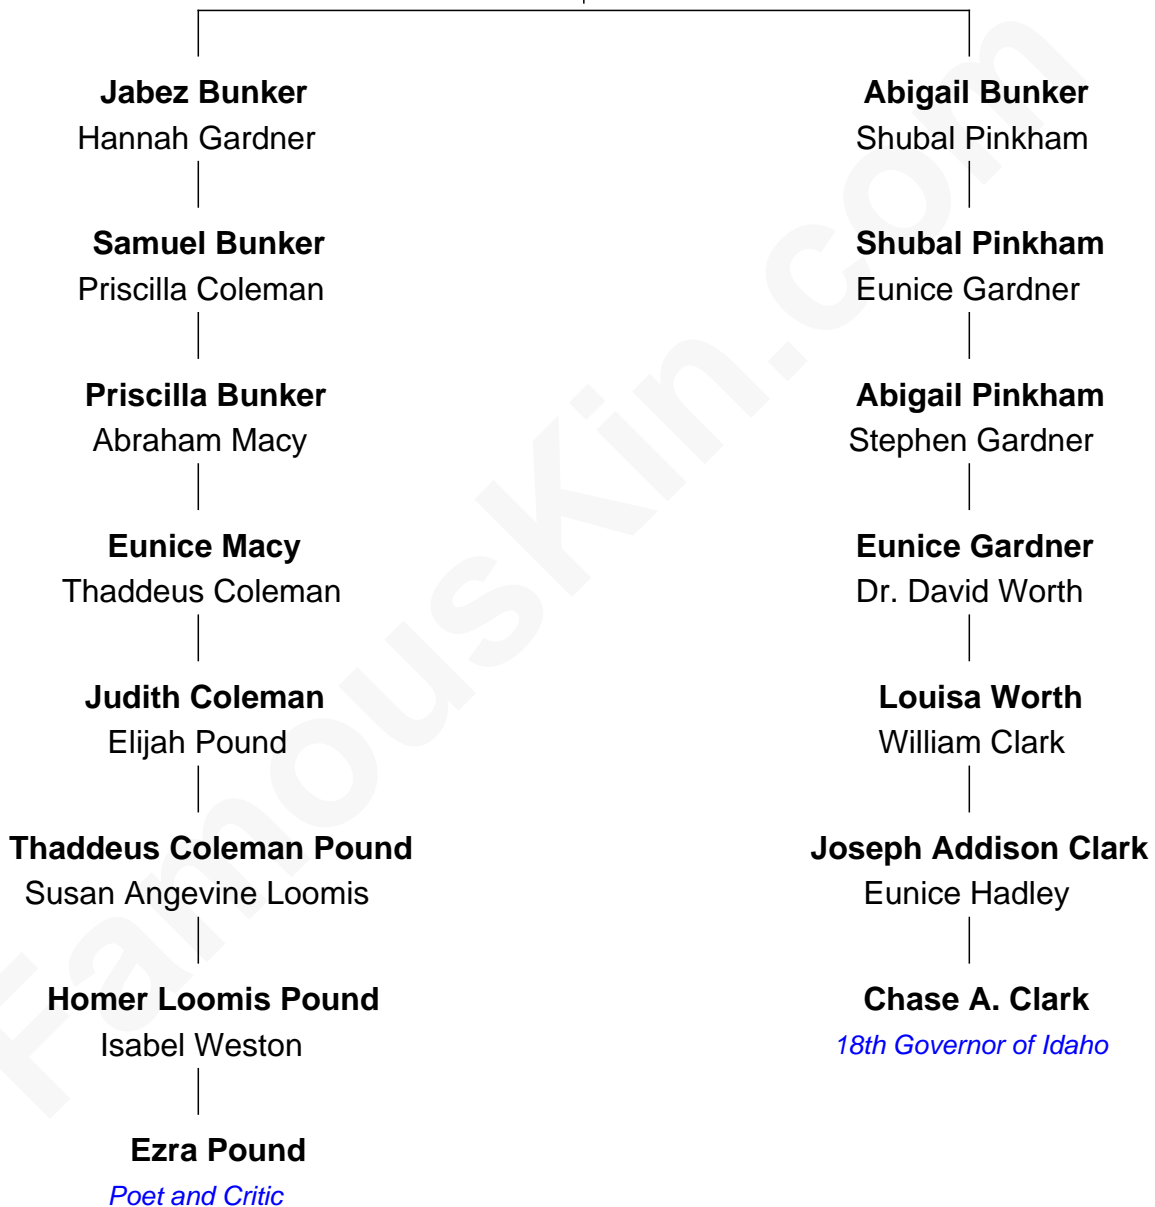 Jabez Bunker
Hannah Gardner
Samuel Bunker
Priscilla Coleman
Priscilla Bunker
Abraham Macy
Eunice Macy
Thaddeus Coleman
Judith Coleman
Elijah Pound
Thaddeus Coleman Pound
Susan Angevine Loomis
Homer Loomis Pound
Isabel Weston
Ezra Pound
Poet and Critic
Abigail Bunker
Shubal Pinkham
Shubal Pinkham
Eunice Gardner
Abigail Pinkham
Stephen Gardner
Eunice Gardner
Dr. David Worth
Louisa Worth
William Clark
Joseph Addison Clark
Eunice Hadley
Chase A. Clark
18th Governor of Idaho
FamousKin.com